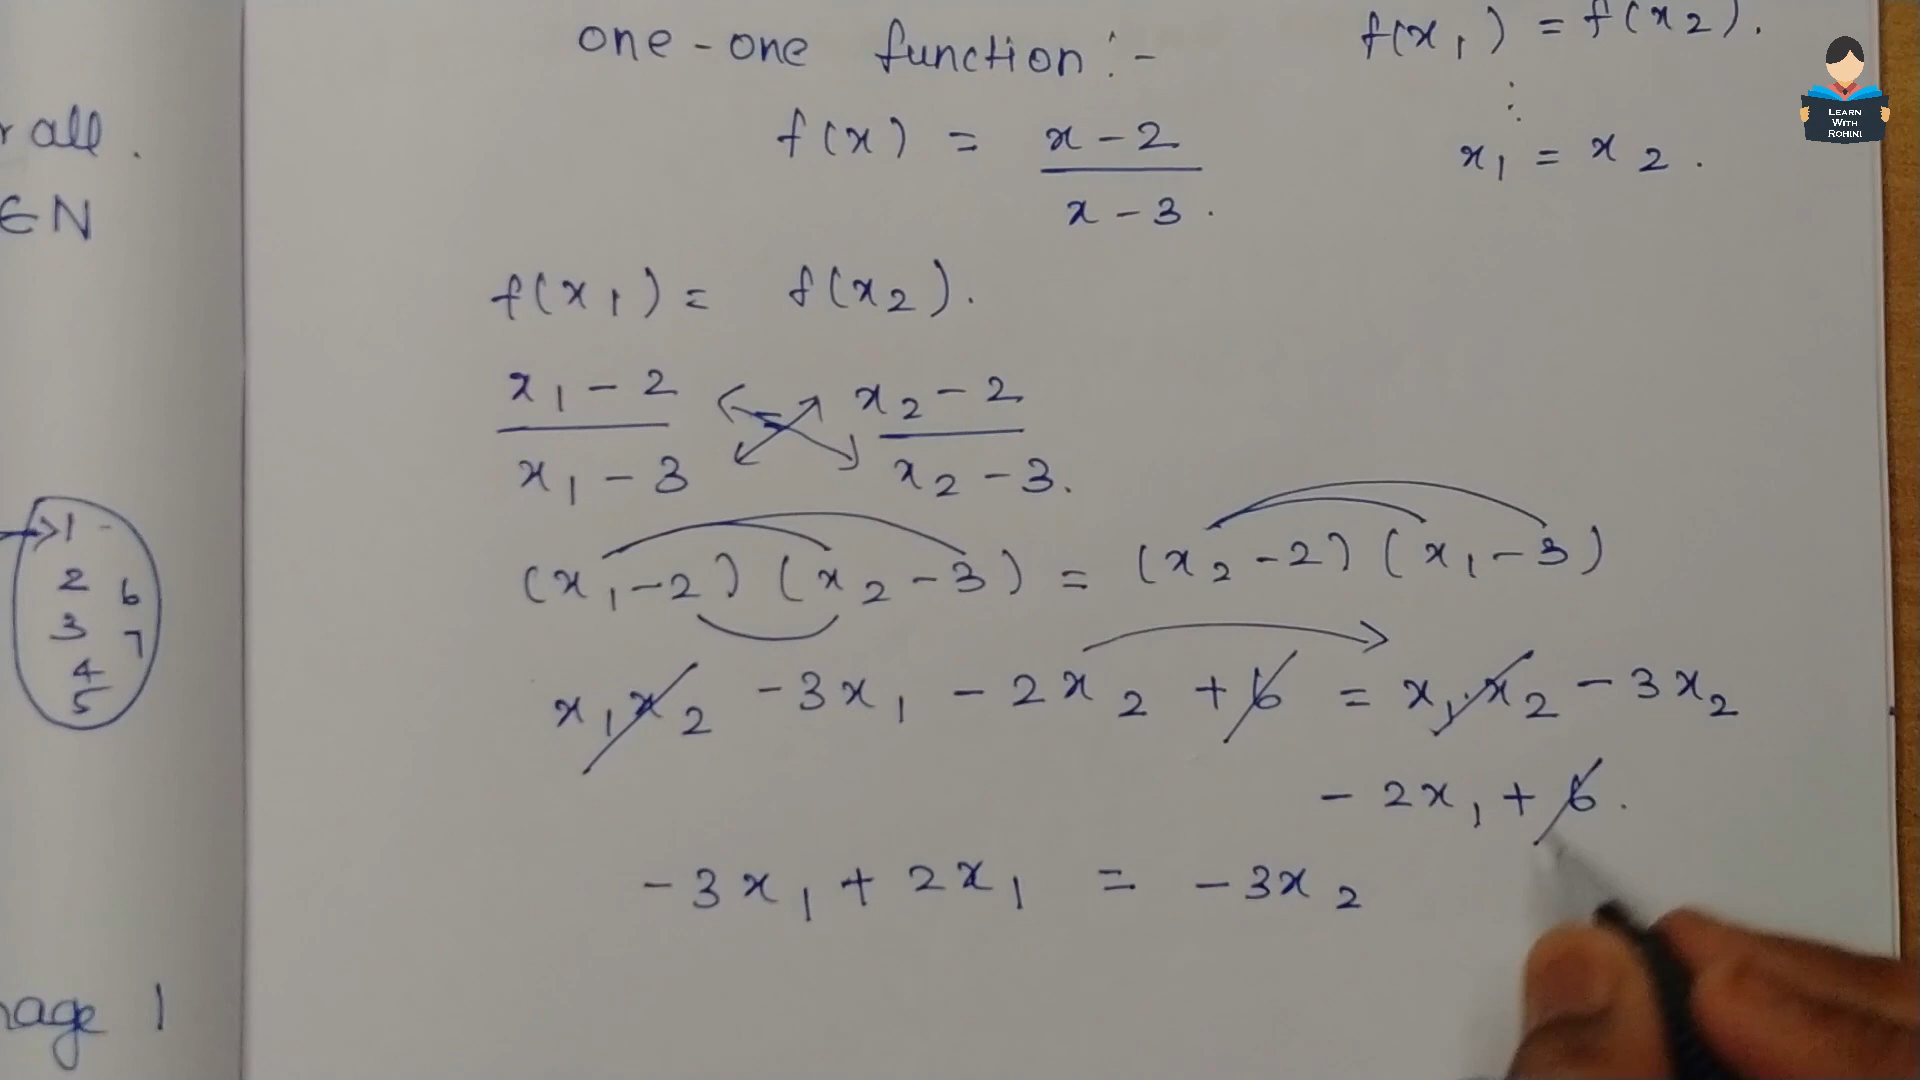 one-one function :-
f(x) = x-2 / x-3 .
f(x1) = f(x2).
⋮
x1 = x2 .
f(x1) = f(x2).
x1 - 2 / x1 - 3 x2 - 2 / x2 - 3.
(x1-2) (x2-3) = (x2-2) (x1-3)
x1x2 -3x1 - 2x2 + 6 = x1.x2 - 3x2
- 2x1 + 6 .
-3x1 + 2x1 = -3x2
all .
∈N
1
2
3
4
5
6
7
1
LEARN
WITH
ROHINI